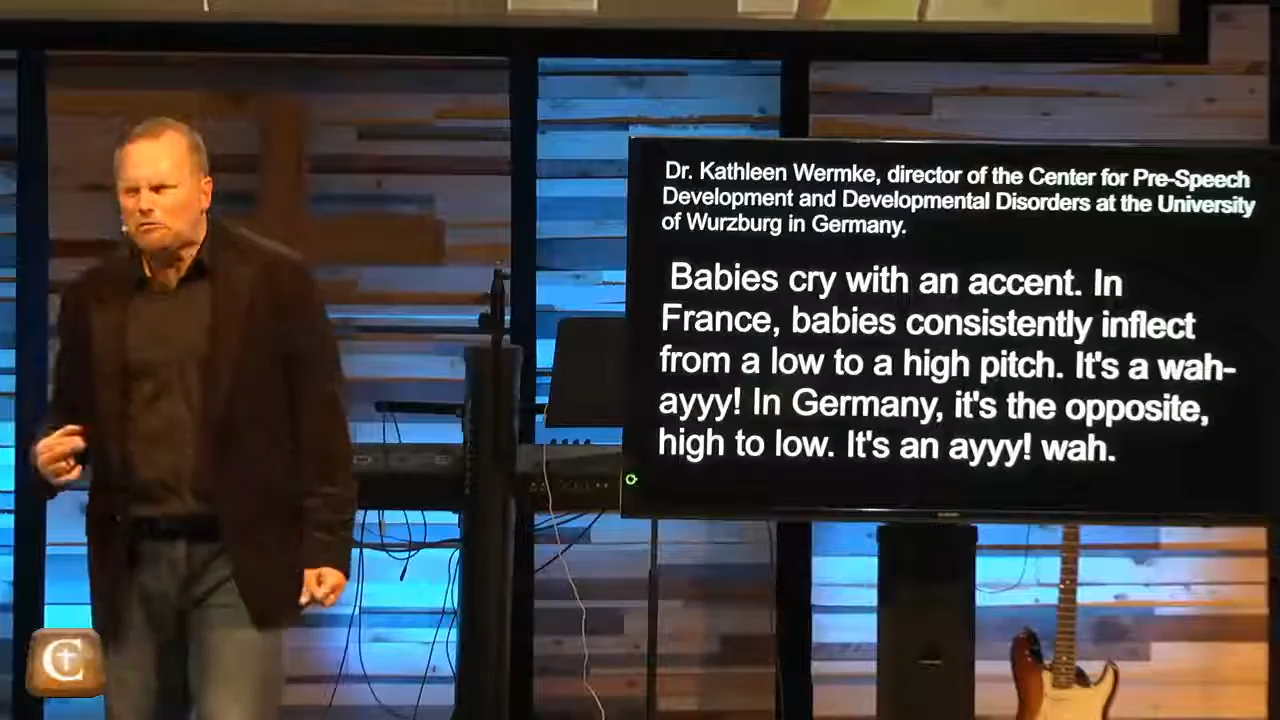 Dr. Kathleen Wermke, director of the Center for Pre-Speech
Development and Developmental Disorders at the University
of Wurzburg in Germany.
Babies cry with an accent. In
France, babies consistently inflect
from a low to a high pitch. It's a wah-
ayyy! In Germany, it's the opposite,
high to low. It's an ayyy! wah.
C